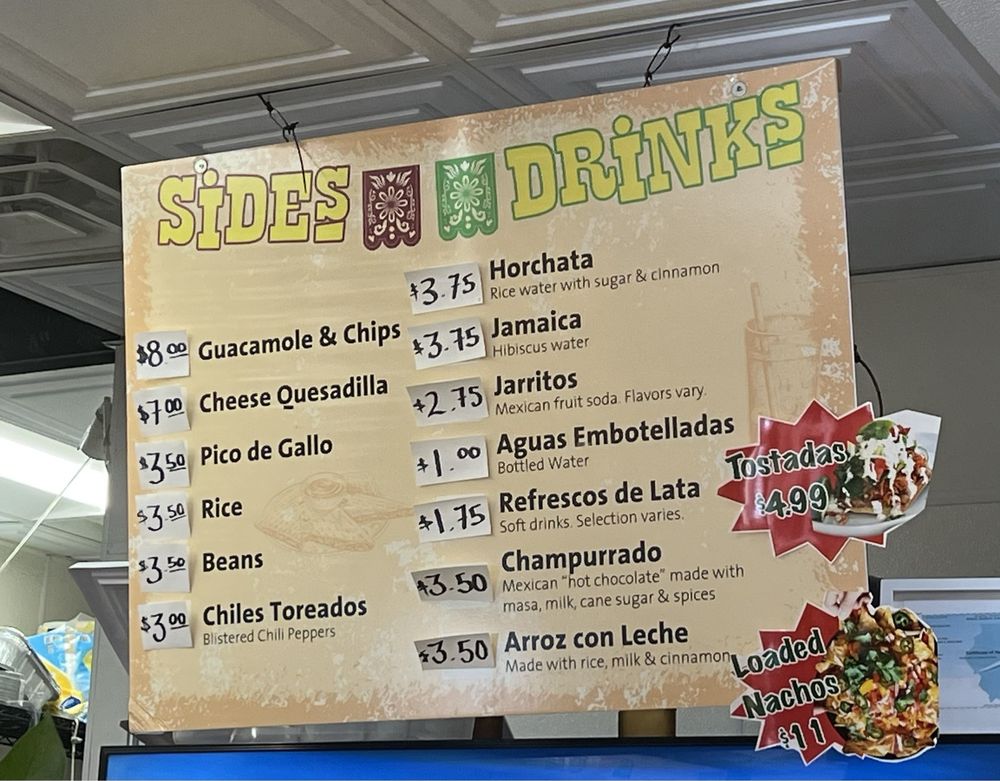 SiDES
$8.00 Guacamole & Chips
$7.00 Cheese Quesadilla
$3.50 Pico de Gallo
$3.50 Rice
$3.50 Beans
$3.00 Chiles Toreados
Blistered Chili Peppers
DRiNKS
$3.75 Horchata
Rice water with sugar & cinnamon
$3.75 Jamaica
Hibiscus water
$2.75 Jarritos
Mexican fruit soda. Flavors vary.
$1.00 Aguas Embotelladas
Bottled Water
$1.75 Refrescos de Lata
Soft drinks. Selection varies.
$3.50 Champurrado
Mexican "hot chocolate" made with
masa, milk, cane sugar & spices
$3.50 Arroz con Leche
Made with rice, milk & cinnamon
Tostadas
$4.99
Loaded
Nachos
$11